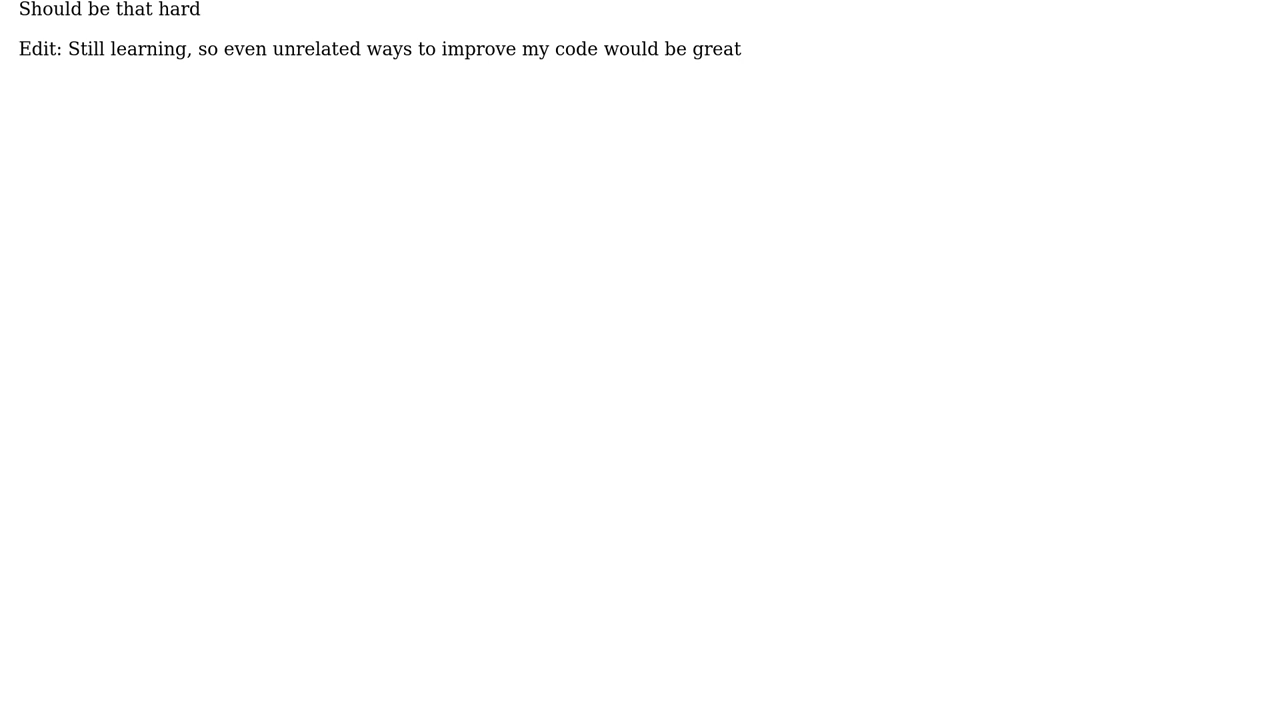 Should be that hard
Edit: Still learning, so even unrelated ways to improve my code would be great